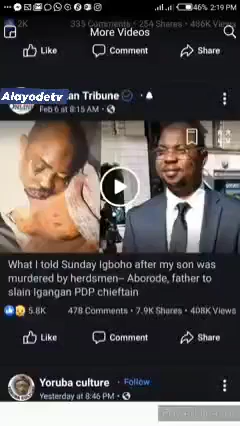 46% 2:19 PM
2K 335 Comments • 254 Shares • 486K Views
More Videos
Like Comment Share
Alayodetv
an Tribune
Feb 6 at 8:15 AM •
What I told Sunday Igboho after my son was
murdered by herdsmen-- Aborode, father to
slain Igangan PDP chieftain
5.8K 478 Comments • 7.9K Shares • 408K Views
Like Comment Share
Yoruba culture • Follow
Yesterday at 8:46 PM •